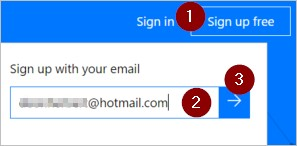 Sign in 1 Sign up free
Sign up with your email
3
@hotmail.com 2